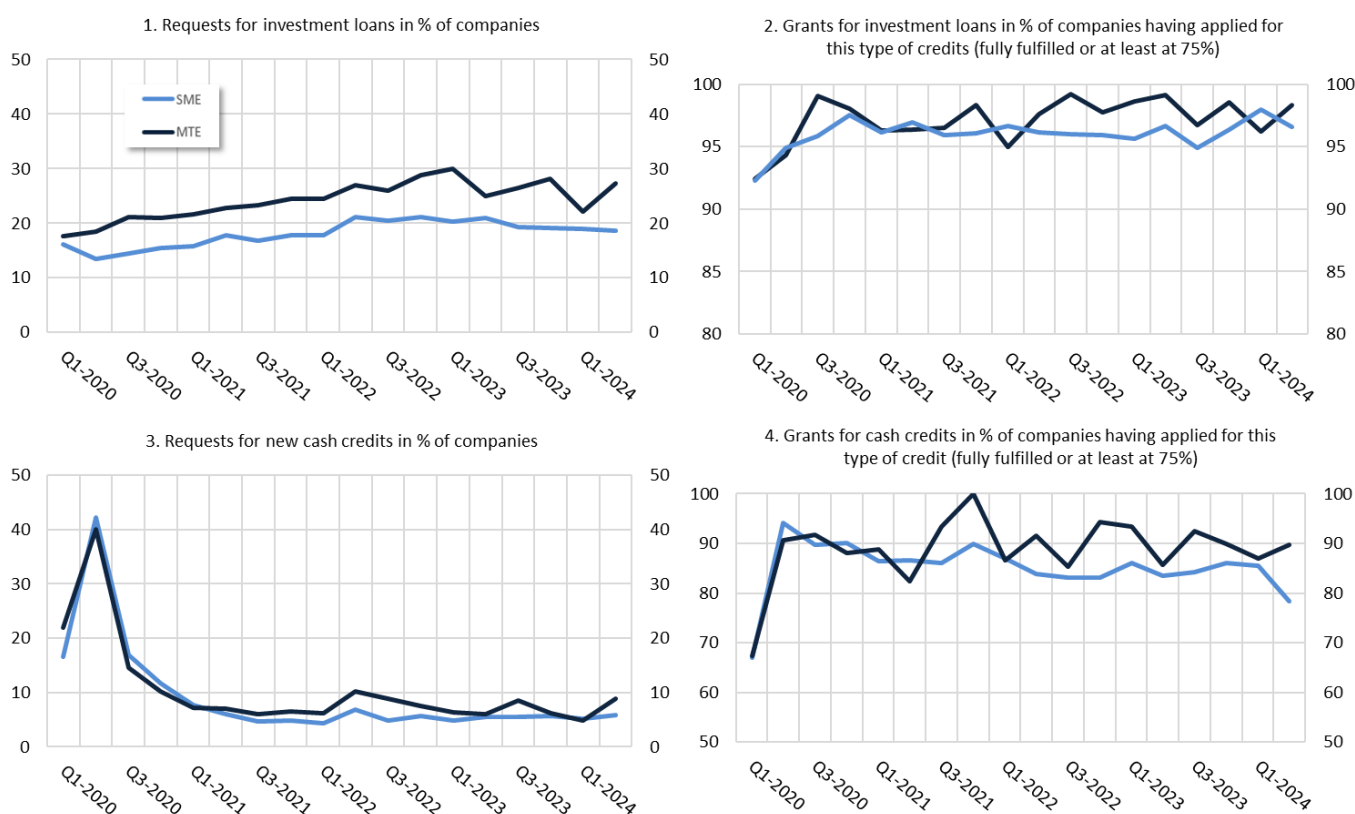 1. Requests for investment loans in % of companies
50
40
30
20
10
0
SME
MTE
50
40
30
20
10
0
Q1-2020
Q3-2020
Q1-2021
Q3-2021
Q1-2022
Q3-2022
Q1-2023
Q3-2023
Q1-2024
2. Grants for investment loans in % of companies having applied for
this type of credits (fully fulfilled or at least at 75%)
100
95
90
85
80
100
95
90
85
80
Q1-2020
Q3-2020
Q1-2021
Q3-2021
Q1-2022
Q3-2022
Q1-2023
Q3-2023
Q1-2024
3. Requests for new cash credits in % of companies
50
40
30
20
10
0
50
40
30
20
10
0
Q1-2020
Q3-2020
Q1-2021
Q3-2021
Q1-2022
Q3-2022
Q1-2023
Q3-2023
Q1-2024
4. Grants for cash credits in % of companies having applied for this
type of credit (fully fulfilled or at least at 75%)
100
90
80
70
60
50
100
90
80
70
60
50
Q1-2020
Q3-2020
Q1-2021
Q3-2021
Q1-2022
Q3-2022
Q1-2023
Q3-2023
Q1-2024